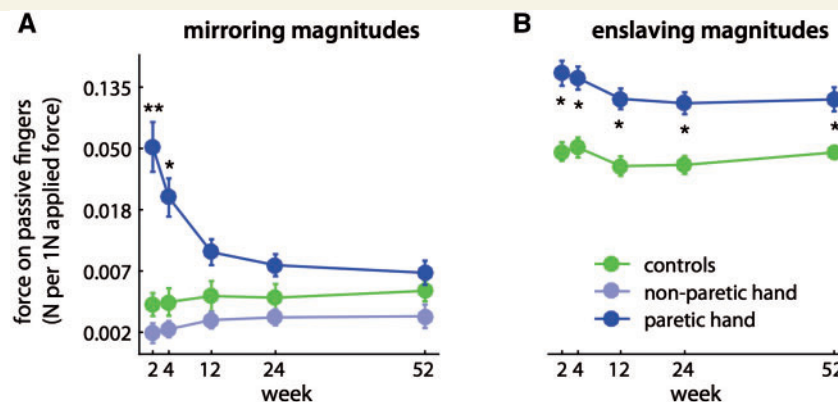 A
mirroring magnitudes
force on passive fingers
(N per 1N applied force)
0.135
0.050
0.018
0.007
0.002
**
*
2 4 12 24 52
week
B
enslaving magnitudes
* * * * *
controls
non-paretic hand
paretic hand
2 4 12 24 52
week